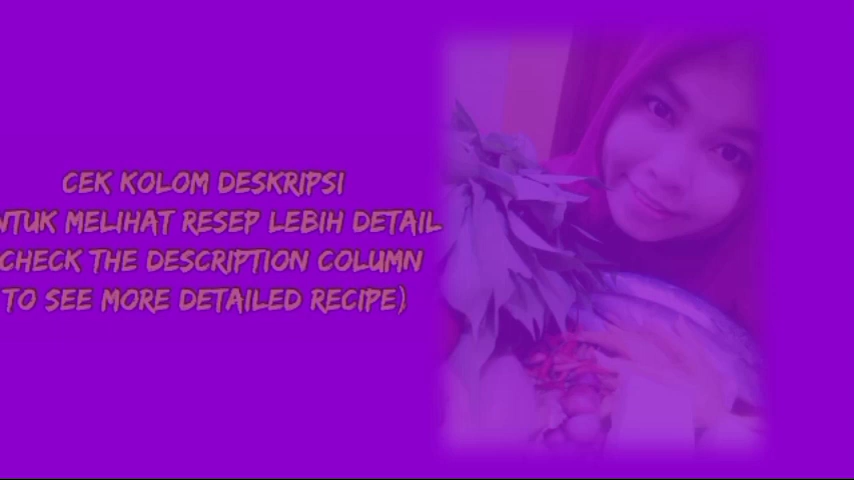 CEK KOLOM DESKRIPSI
NTUK MELIHAT RESEP LEBIH DETAIL
CHECK THE DESCRIPTION COLUMN
TO SEE MORE DETAILED RECIPE)